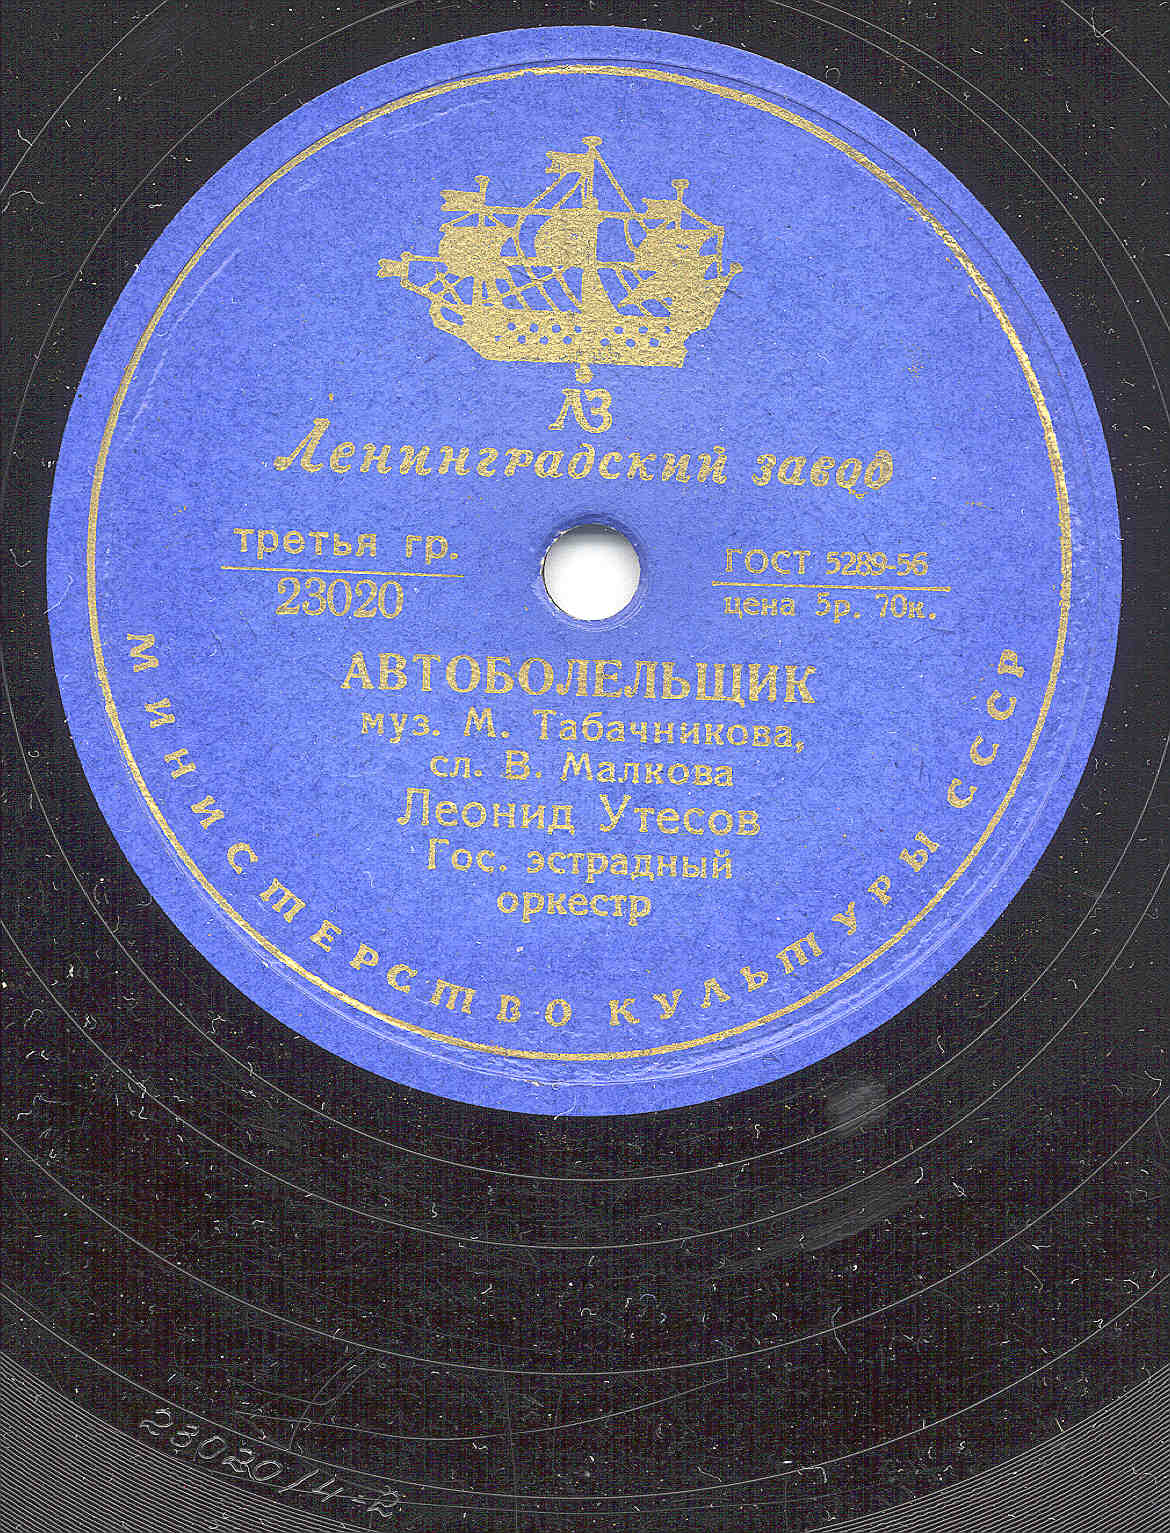 ЛЗ
Ленинградский завод
третья гр.
23020
ГОСТ 5289-56
цена 5р. 70к.
АВТОБОЛЕЛЬЩИК
муз. М. Табачникова,
сл. В. Малкова
Леонид Утесов
Гос. эстрадный
оркестр
МИНИСТЕРСТВО КУЛЬТУРЫ СССР
23020/4-2